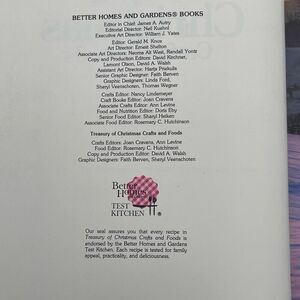 BETTER HOMES AND GARDENS® BOOKS
Editor in Chief: James A. Autry
Editorial Director: Neil Kuehnl
Executive Art Director: William J. Yates
Editor: Gerald M. Knox
Art Director: Ernest Shelton
Associate Art Directors: Neoma Alt West, Randall Yontz
Copy and Production Editors: David Kirchner,
Lamont Olson, David A. Walsh
Assistant Art Director: Harijs Priekulis
Senior Graphic Designer: Faith Berven
Graphic Designers: Linda Ford,
Sheryl Veenschoten, Thomas Wegner
Crafts Editor: Nancy Lindemeyer
Craft Books Editor: Joan Cravens
Associate Crafts Editor: Ann Levine
Food and Nutrition Editor: Doris Eby
Senior Food Editor: Sharyl Heiken
Associate Food Editor: Rosemary C. Hutchinson
Treasury of Christmas Crafts and Foods
Crafts Editors: Joan Cravens, Ann Levine
Food Editor: Rosemary C. Hutchinson
Copy and Production Editor: David A. Walsh
Graphic Designers: Faith Berven, Sheryl Veenschoten
Better
Homes
TEST
KITCHEN
Our seal assures you that every recipe in
Treasury of Christmas Crafts and Foods is
endorsed by the Better Homes and Gardens
Test Kitchen. Each recipe is tested for family
appeal, practicality, and deliciousness.